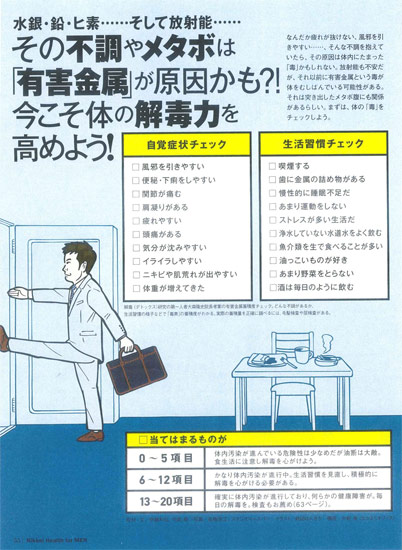 水銀・鉛・ヒ素……そして放射能……
その不調やメタボは
「有害金属」が原因かも?!
今こそ体の解毒力を
高めよう!
なんだか疲れが抜けない、風邪を引
きやすい……。そんな不調を抱えて
いたら、その原因は体内にたまった
「毒」かもしれない。放射能も不安だ
が、それ以前に有害金属という毒が
体をむしばんでいる可能性がある。
それは突き出したメタボ腹にも関係
があるらしい。まずは、体の「毒」を
チェックしよう。
自覚症状チェック
□ 風邪を引きやすい
□ 便秘・下痢をしやすい
□ 関節が痛む
□ 肩凝りがある
□ 疲れやすい
□ 頭痛がある
□ 気分が沈みやすい
□ イライラしやすい
□ ニキビや肌荒れが出やすい
□ 体重が増えてきた
生活習慣チェック
□ 喫煙する
□ 歯に金属の詰め物がある
□ 慢性的に睡眠不足だ
□ あまり運動をしない
□ ストレスが多い生活だ
□ 浄水していない水道水をよく飲む
□ 魚介類を生で食べることが多い
□ 油っこいものが好き
□ あまり野菜をとらない
□ 酒は毎日のように飲む
□当てはまるものが
0～5項目
体内汚染が進んでいる危険性は少なめだが油断は大敵。
食生活に注意し解毒を心がけよう。
6～12項目
かなり体内汚染が進行中。生活習慣を見直し、積極的に
解毒を心がける必要がある。
13～20項目
確実に体内汚染が進行しており、何らかの健康障害が。毎
日の解毒を。検査もお薦め(63ページ)。
Nikkei Health for MEN